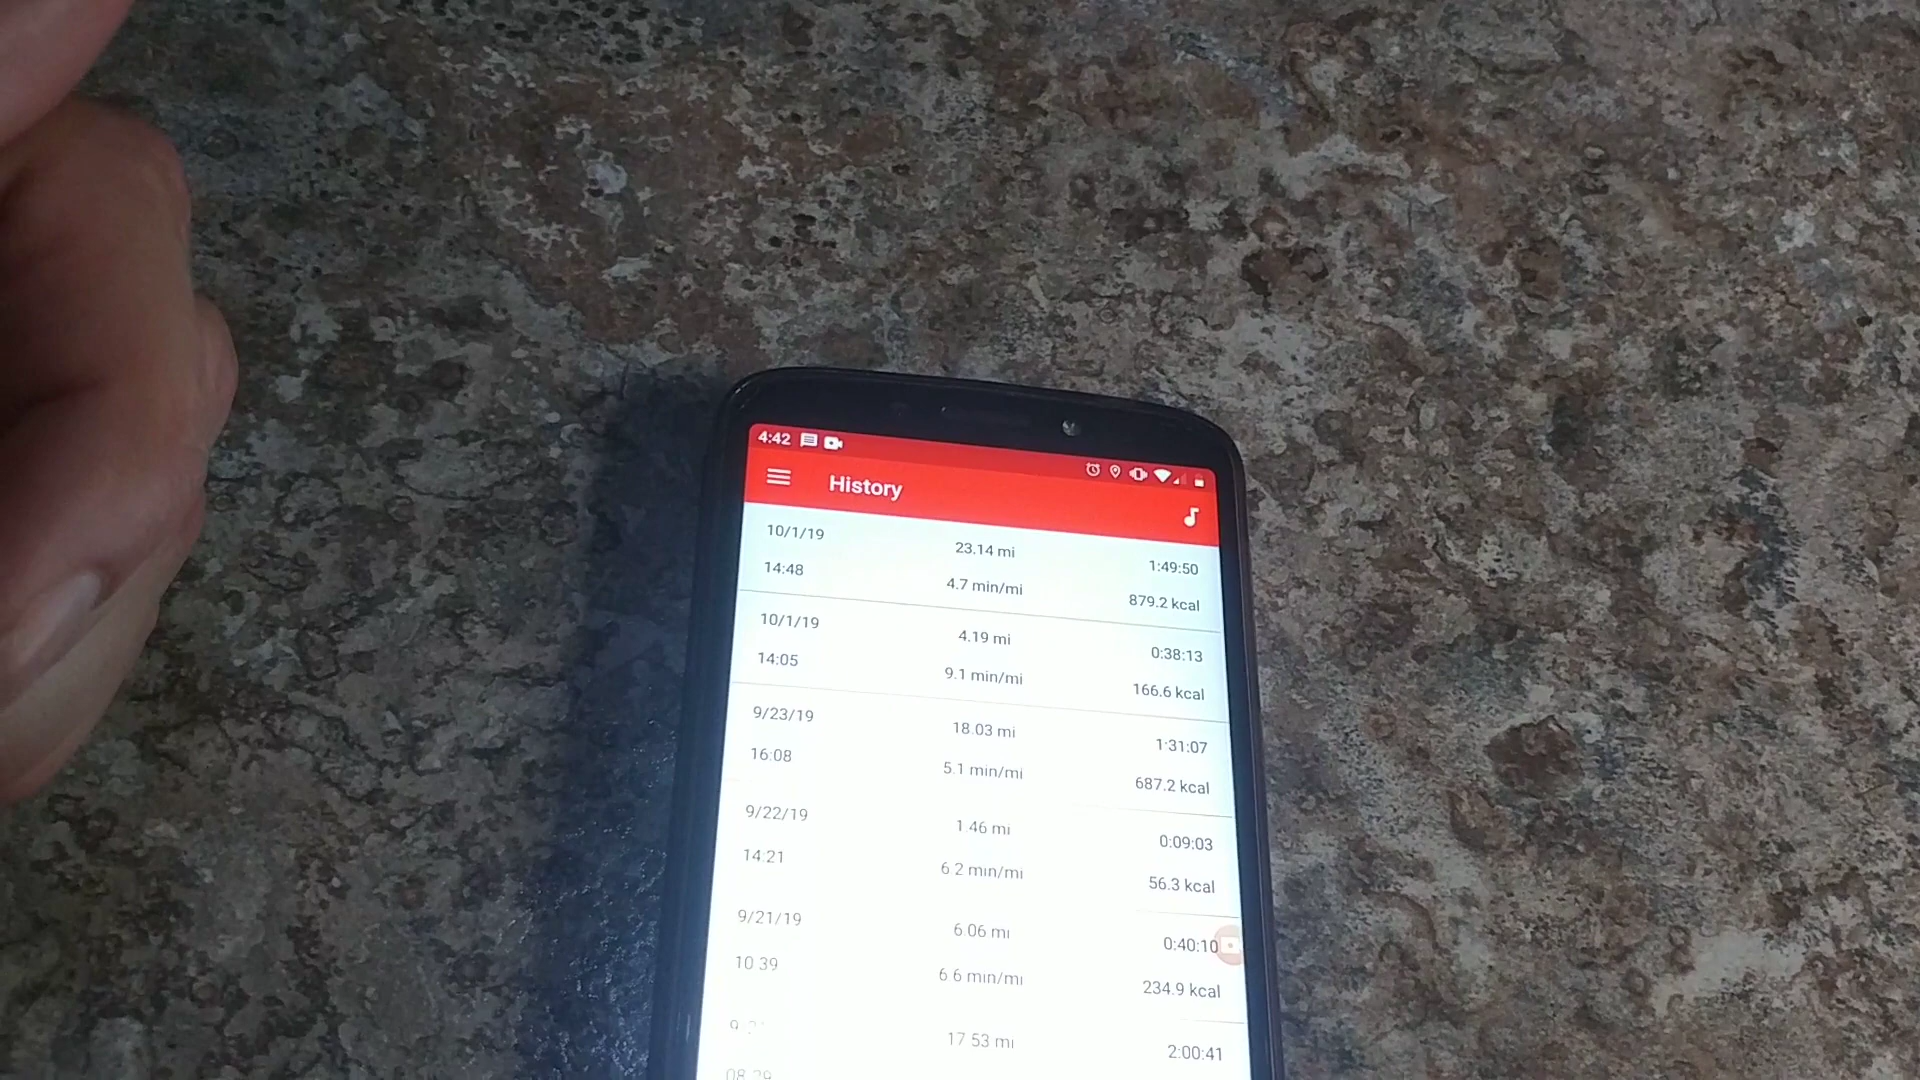 4:42
History
10/1/19 23.14 mi 1:49:50
14:48 4.7 min/mi 879.2 kcal
10/1/19 4.19 mi 0:38:13
14:05 9.1 min/mi 166.6 kcal
9/23/19 18.03 mi 1:31:07
16:08 5.1 min/mi 687.2 kcal
9/22/19 1.46 mi 0:09:03
14:21 6.2 min/mi 56.3 kcal
9/21/19 6.06 mi 0:40:10
10:39 6.6 min/mi 234.9 kcal
17.53 mi 2:00:41